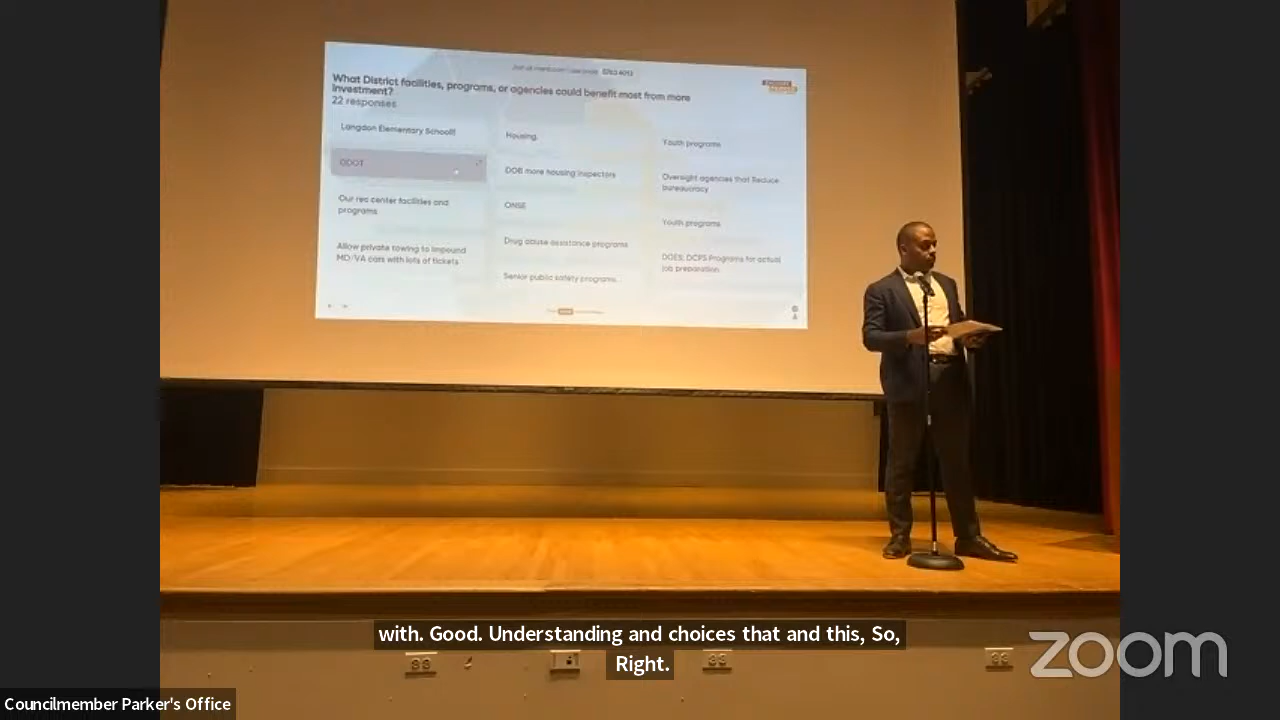 What District facilities, programs, or agencies could benefit most from more
investment?
22 responses
Langdon Elementary School!!
DDOT
Our rec center facilities and
programs
Allow private towing to impound
MD/VA cars with lots of tickets
Housing,
DOB more housing inspectors
ONSE
Drug abuse assistance programs
Senior public safety programs..
Youth programs
Oversight agencies that Reduce
bureaucracy
Youth programs
DOES; DCPS Programs for actual
job preparation
with. Good. Understanding and choices that and this, So,
Right.
zoom
Councilmember Parker's Office